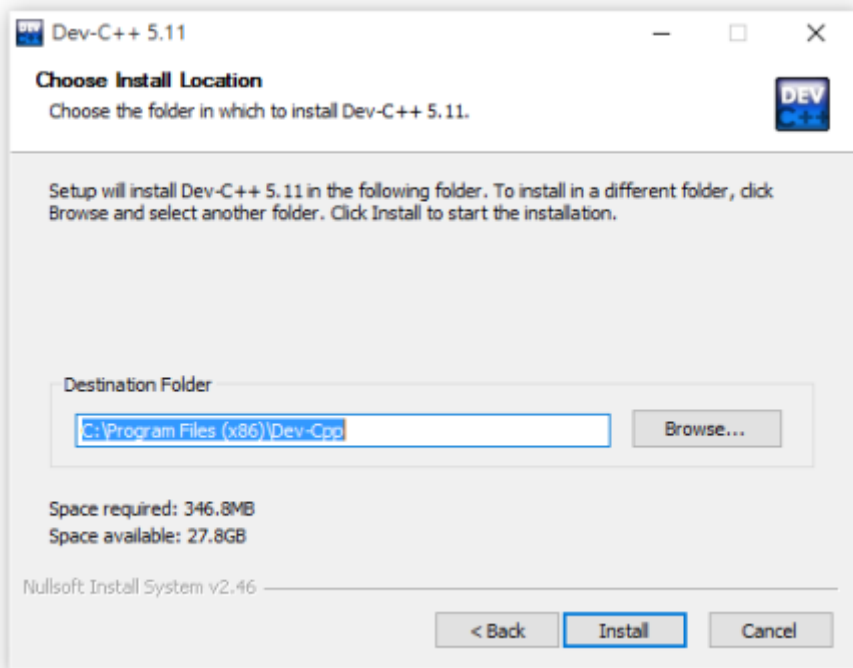 Dev-C++ 5.11
Choose Install Location
Choose the folder in which to install Dev-C++ 5.11.
DEV
C++
Setup will install Dev-C++ 5.11 in the following folder. To install in a different folder, click
Browse and select another folder. Click Install to start the installation.
Destination Folder
C:\Program Files (x86)\Dev-Cpp
Browse...
Space required: 346.8MB
Space available: 27.8GB
Nullsoft Install System v2.46
< Back
Install
Cancel